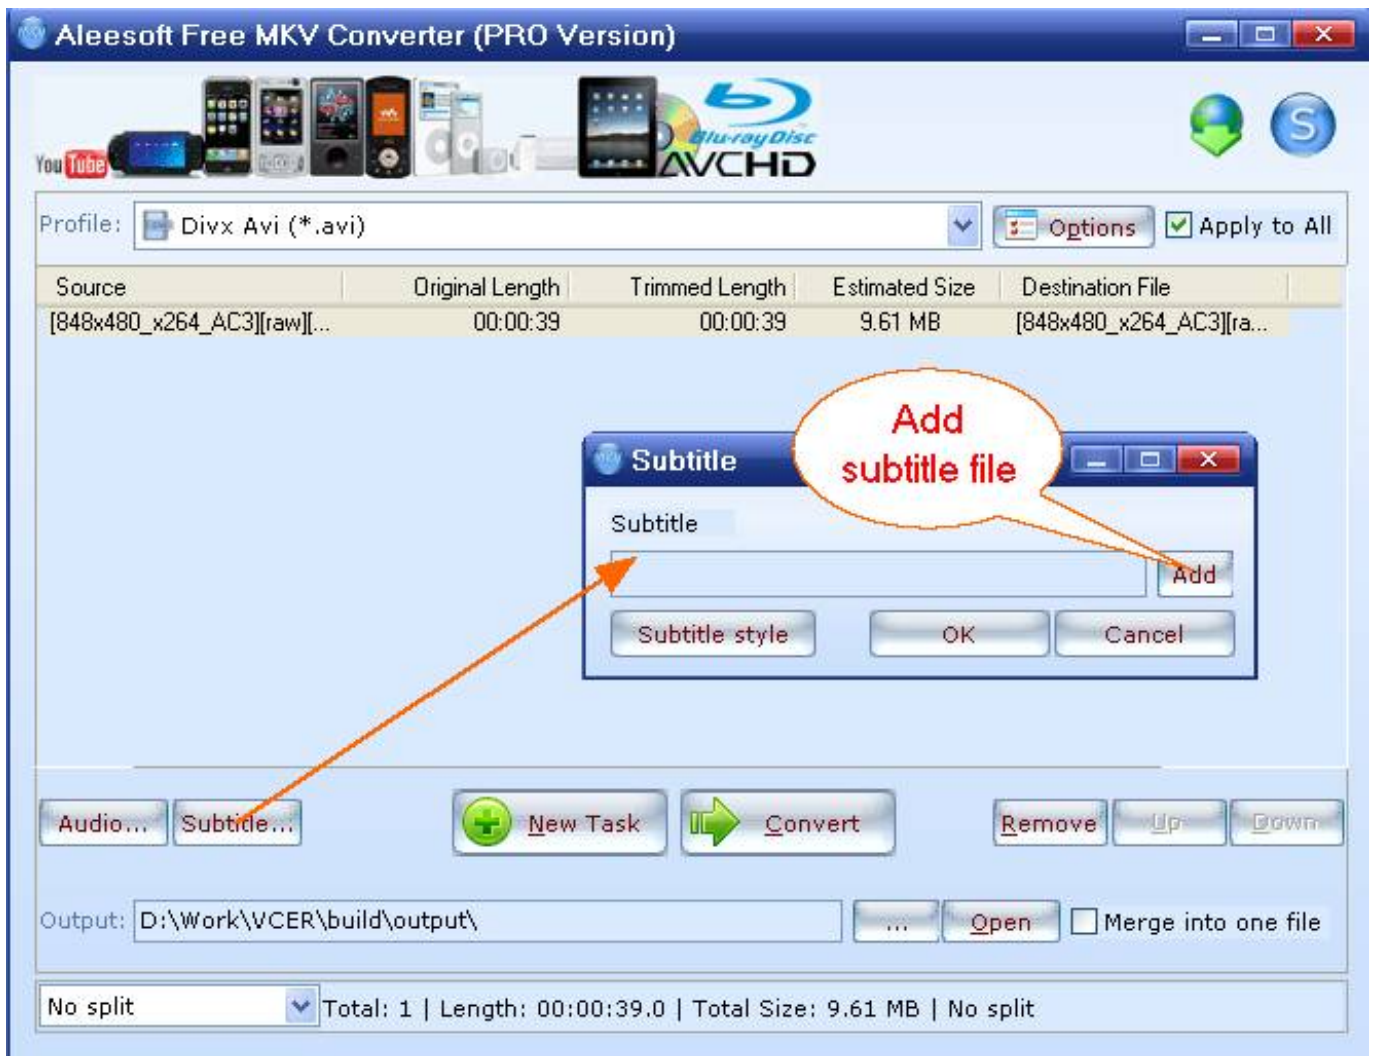 Aleesoft Free MKV Converter (PRO Version)
You Tube
Blu-ray Disc
AVCHD
S
Profile: Divx Avi (*.avi) Options Apply to All
Source Original Length Trimmed Length Estimated Size Destination File
[848x480_x264_AC3][raw][... 00:00:39 00:00:39 9.61 MB [848x480_x264_AC3][ra...
Add
subtitle file
Subtitle
Subtitle
Add
Subtitle style OK Cancel
Audio... Subtitle... New Task Convert Remove Up Down
Output: D:\Work\VCER\build\output\ ... Open Merge into one file
No split Total: 1 | Length: 00:00:39.0 | Total Size: 9.61 MB | No split